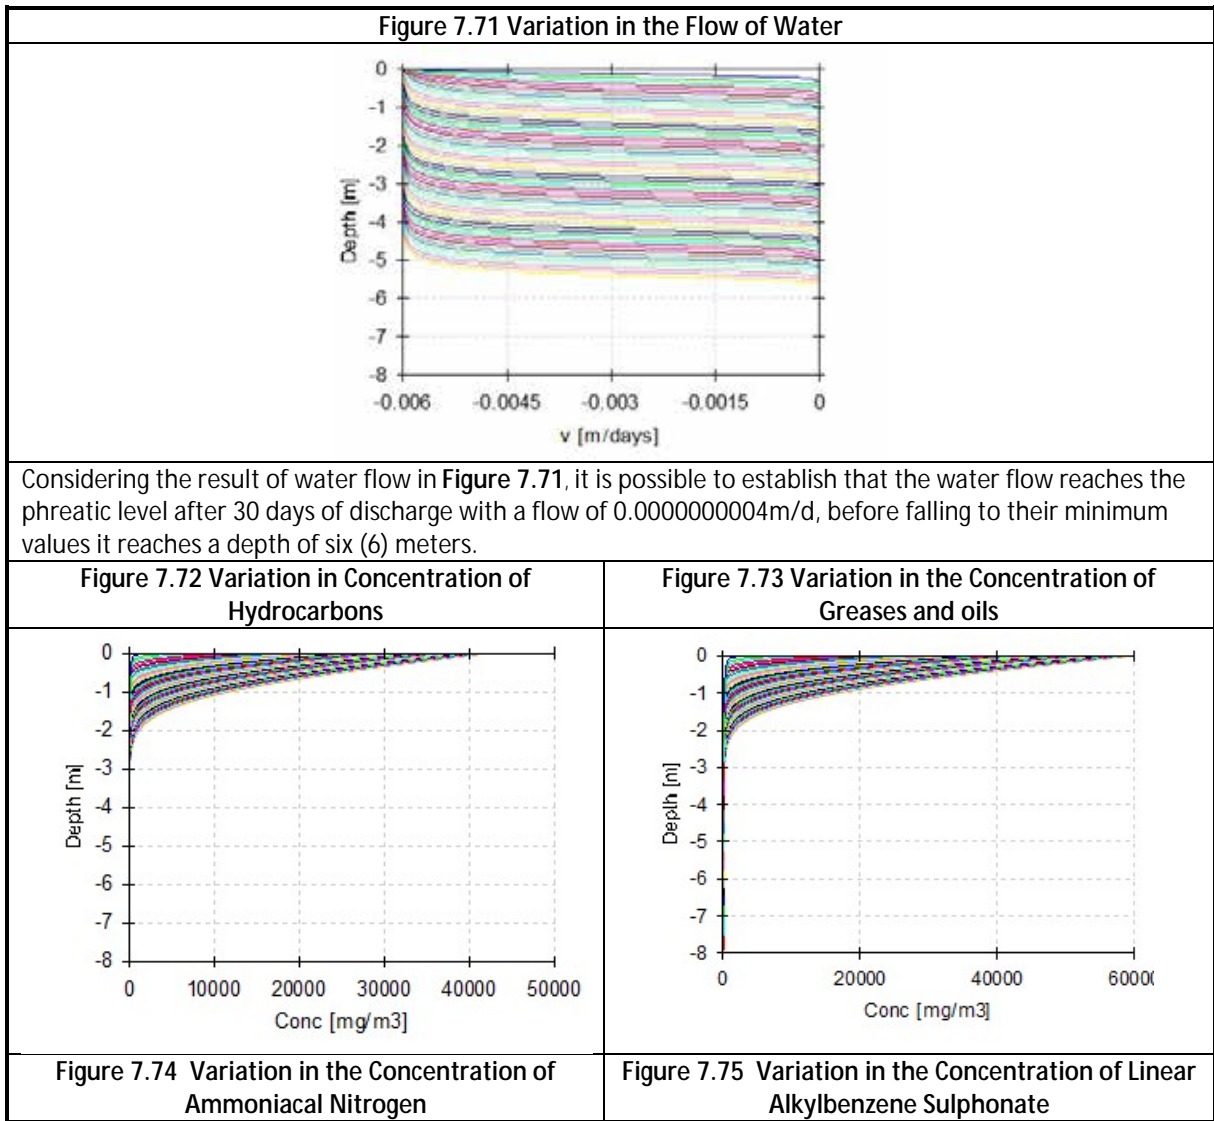 Figure 7.71 Variation in the Flow of Water
0
-1
-2
-3
-4
-5
-6
-7
-8
Depth [m]
-0.006 -0.0045 -0.003 -0.0015 0
v [m/days]
Considering the result of water flow in Figure 7.71, it is possible to establish that the water flow reaches the
phreatic level after 30 days of discharge with a flow of 0.0000000004m/d, before falling to their minimum
values it reaches a depth of six (6) meters.
Figure 7.72 Variation in Concentration of
Hydrocarbons
0
-1
-2
-3
-4
-5
-6
-7
-8
Depth [m]
0 10000 20000 30000 40000 50000
Conc [mg/m3]
Figure 7.73 Variation in the Concentration of
Greases and oils
0
-1
-2
-3
-4
-5
-6
-7
-8
Depth [m]
0 20000 40000 60000
Conc [mg/m3]
Figure 7.74 Variation in the Concentration of
Ammoniacal Nitrogen
Figure 7.75 Variation in the Concentration of Linear
Alkylbenzene Sulphonate